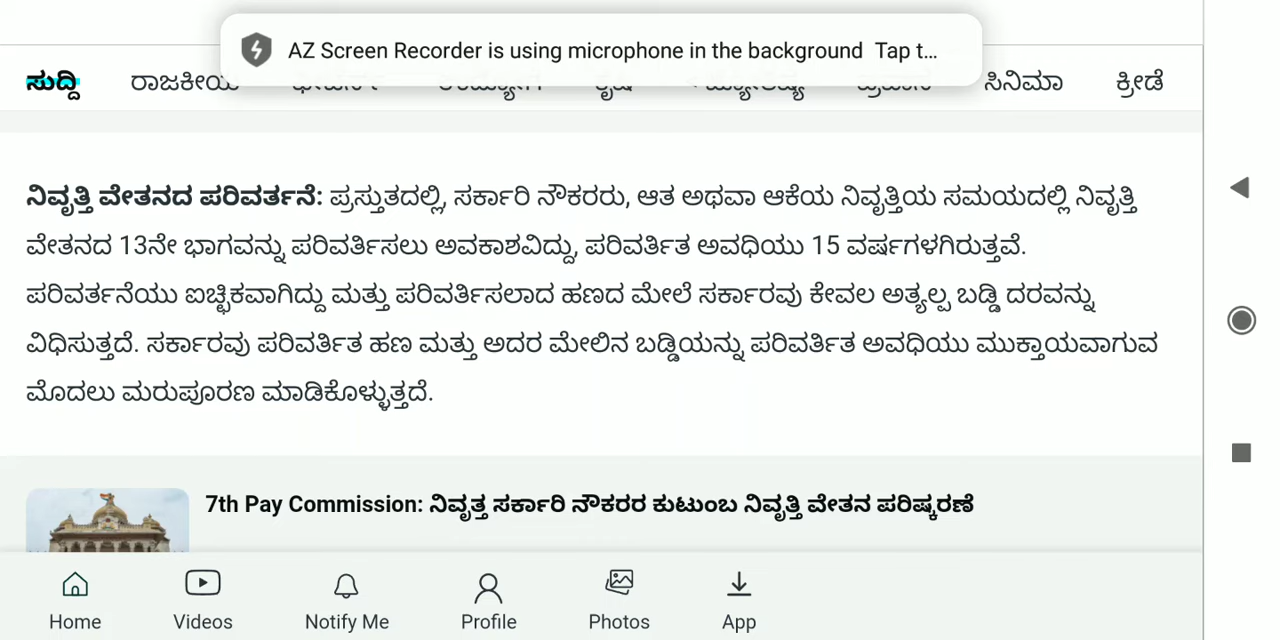 AZ Screen Recorder is using microphone in the background Tap t...
ಸುದ್ದಿ ರಾಜಕೀಯ ಸಿನಿಮಾ ಕ್ರೀಡೆ
ನಿವೃತ್ತಿ ವೇತನದ ಪರಿವರ್ತನೆ: ಪ್ರಸ್ತುತದಲ್ಲಿ, ಸರ್ಕಾರಿ ನೌಕರರು, ಆತ ಅಥವಾ ಆಕೆಯ ನಿವೃತ್ತಿಯ ಸಮಯದಲ್ಲಿ ನಿವೃತ್ತಿ
ವೇತನದ 13ನೇ ಭಾಗವನ್ನು ಪರಿವರ್ತಿಸಲು ಅವಕಾಶವಿದ್ದು, ಪರಿವರ್ತಿತ ಅವಧಿಯು 15 ವರ್ಷಗಳಗಿರುತ್ತವೆ.
ಪರಿವರ್ತನೆಯು ಐಚ್ಛಿಕವಾಗಿದ್ದು ಮತ್ತು ಪರಿವರ್ತಿಸಲಾದ ಹಣದ ಮೇಲೆ ಸರ್ಕಾರವು ಕೇವಲ ಅತ್ಯಲ್ಪ ಬಡ್ಡಿ ದರವನ್ನು
ವಿಧಿಸುತ್ತದೆ. ಸರ್ಕಾರವು ಪರಿವರ್ತಿತ ಹಣ ಮತ್ತು ಅದರ ಮೇಲಿನ ಬಡ್ಡಿಯನ್ನು ಪರಿವರ್ತಿತ ಅವಧಿಯು ಮುಕ್ತಾಯವಾಗುವ
ಮೊದಲು ಮರುಪೂರಣ ಮಾಡಿಕೊಳ್ಳುತ್ತದೆ.
7th Pay Commission: ನಿವೃತ್ತ ಸರ್ಕಾರಿ ನೌಕರರ ಕುಟುಂಬ ನಿವೃತ್ತಿ ವೇತನ ಪರಿಷ್ಕರಣೆ
Home Videos Notify Me Profile Photos App